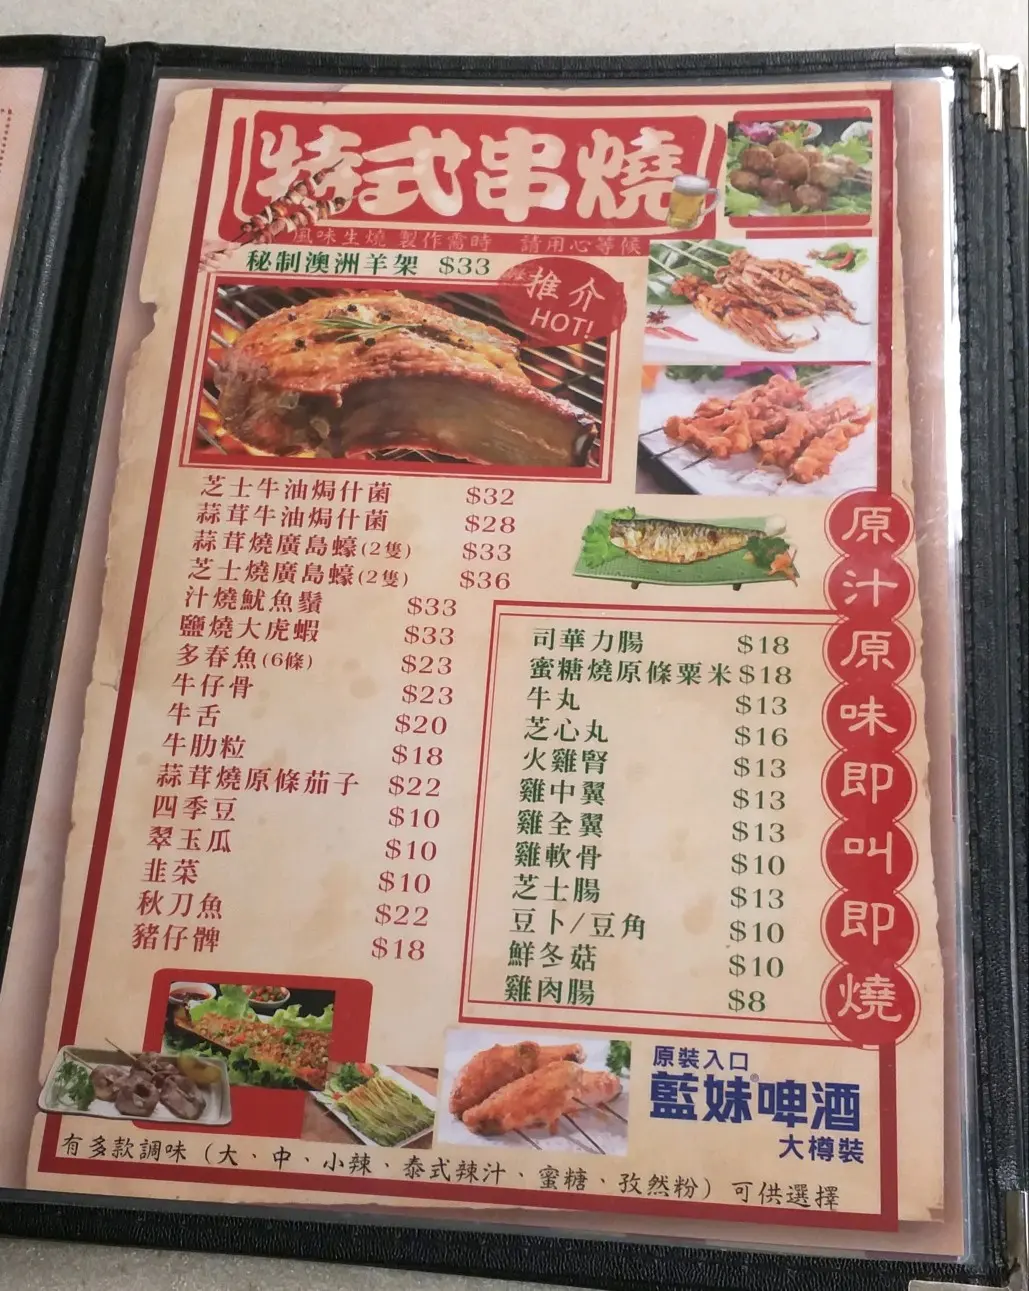 特式串燒
風味生燒 製作需時 請用心等候
秘制澳洲羊架 $33
推介
HOT!
芝士牛油焗什菌 $32
蒜茸牛油焗什菌 $28
蒜茸燒廣島蠔(2隻) $33
芝士燒廣島蠔(2隻) $36
汁燒魷魚鬚 $33
鹽燒大虎蝦 $33
多春魚(6條) $23
牛仔骨 $23
牛舌 $20
牛肋粒 $18
蒜茸燒原條茄子 $22
四季豆 $10
翠玉瓜 $10
韭菜 $10
秋刀魚 $22
豬仔髀 $18
司華力腸 $18
蜜糖燒原條粟米 $18
牛丸 $13
芝心丸 $16
火雞腎 $13
雞中翼 $13
雞全翼 $13
雞軟骨 $10
芝士腸 $13
豆卜/豆角 $10
鮮冬菇 $10
雞肉腸 $8
原汁原味即叫即燒
原裝入口
藍妹®啤酒
大樽裝
有多款調味(大、中、小辣、泰式辣汁、蜜糖、孜然粉)可供選擇